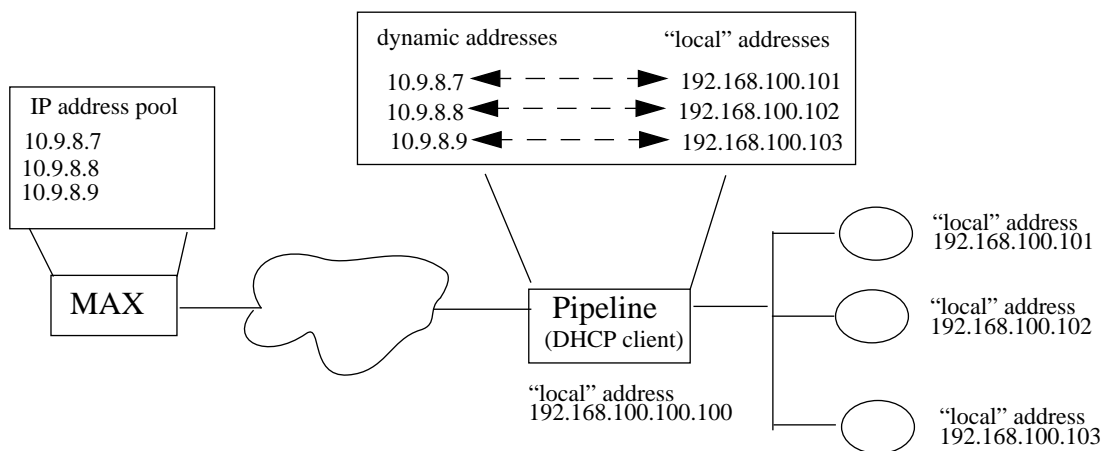 dynamic addresses “local” addresses
10.9.8.7 192.168.100.101
10.9.8.8 192.168.100.102
10.9.8.9 192.168.100.103
IP address pool
10.9.8.7
10.9.8.8
10.9.8.9
MAX
Pipeline
(DHCP client)
“local” address
192.168.100.100.100
“local” address
192.168.100.101
“local” address
192.168.100.102
“local” address
192.168.100.103